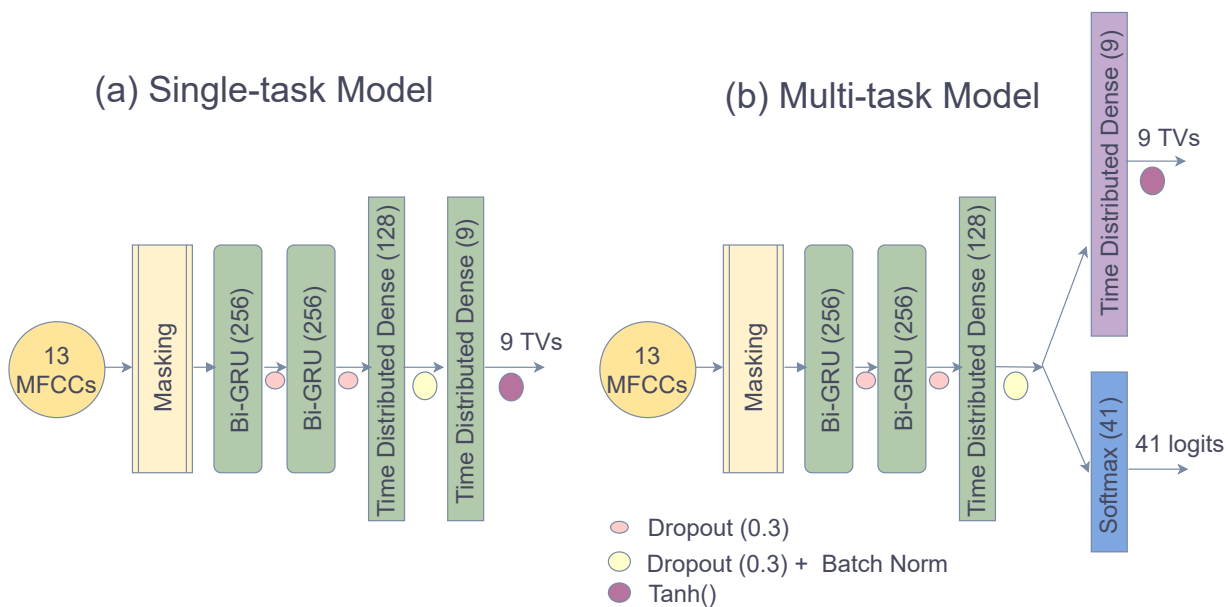 (a) Single-task Model
13
MFCCs
Masking
Bi-GRU (256)
Bi-GRU (256)
Time Distributed Dense (128)
Time Distributed Dense (9)
9 TVs
(b) Multi-task Model
13
MFCCs
Masking
Bi-GRU (256)
Bi-GRU (256)
Time Distributed Dense (128)
Time Distributed Dense (9)
9 TVs
Softmax (41)
41 logits
Dropout (0.3)
Dropout (0.3) + Batch Norm
Tanh()